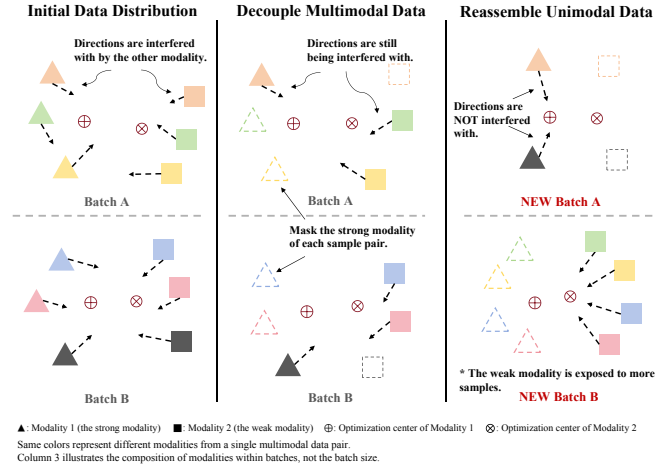 Initial Data Distribution
Directions are interfered
with by the other modality.
Batch A
Batch B
Decouple Multimodal Data
Directions are still
being interfered with.
Batch A
Mask the strong modality
of each sample pair.
Batch B
Reassemble Unimodal Data
Directions are
NOT interfered
with.
NEW Batch A
* The weak modality is exposed to more
samples.
NEW Batch B
▲: Modality 1 (the strong modality) ■: Modality 2 (the weak modality) ⊕: Optimization center of Modality 1 ⊗: Optimization center of Modality 2
Same colors represent different modalities from a single multimodal data pair.
Column 3 illustrates the composition of modalities within batches, not the batch size.